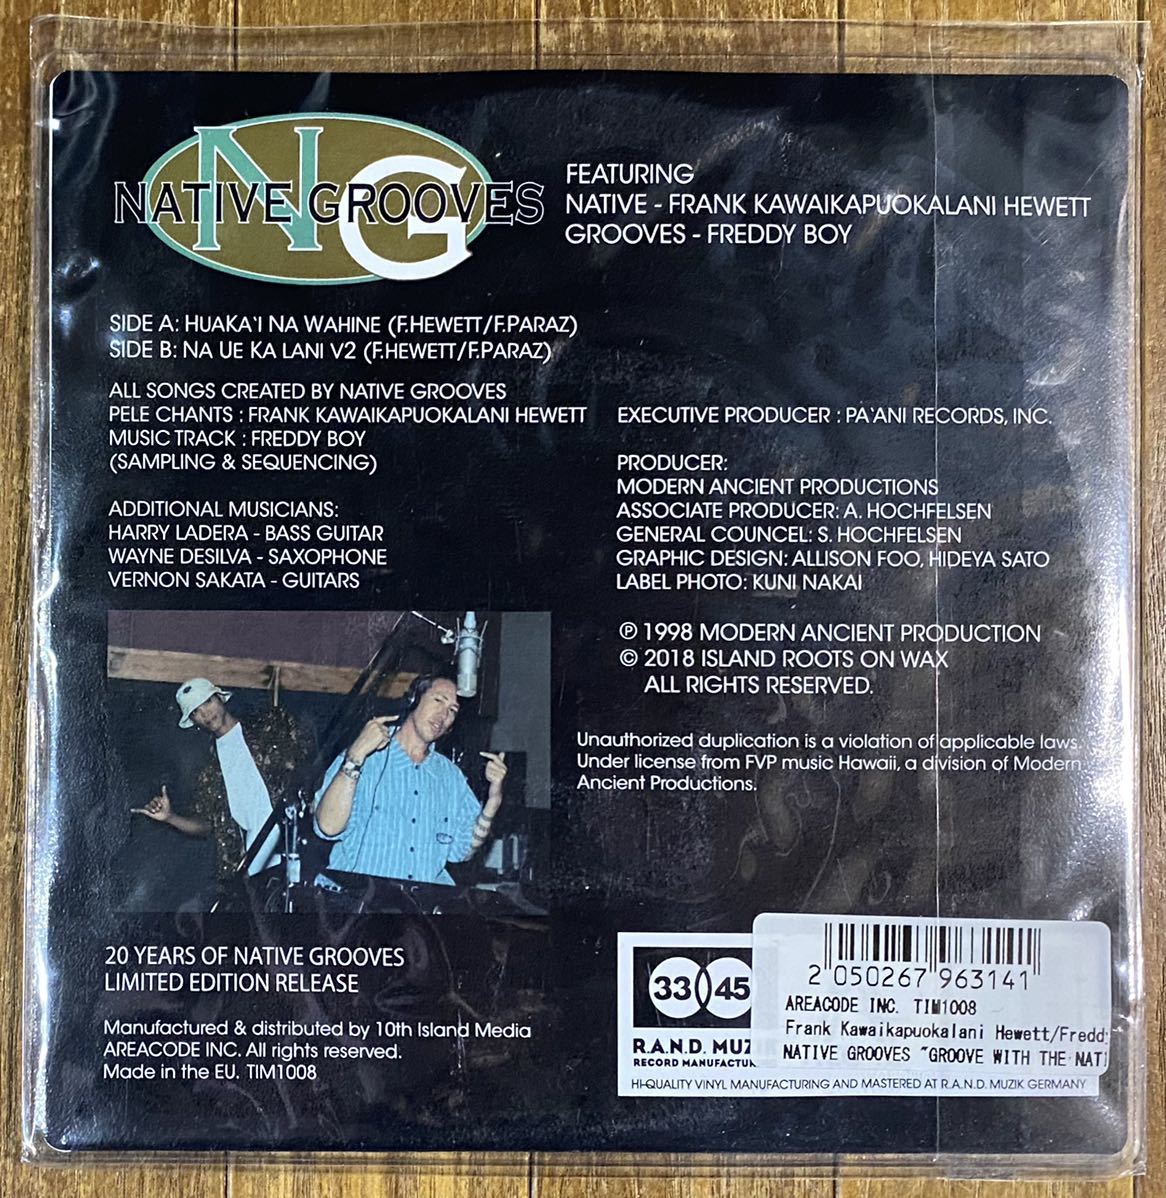 NG
NATIVE GROOVES
FEATURING
NATIVE - FRANK KAWAIKAPUOKALANI HEWETT
GROOVES - FREDDY BOY
SIDE A: HUAKA`I NA WAHINE (F.HEWETT/F.PARAZ)
SIDE B: NA UE KA LANI V2 (F.HEWETT/F.PARAZ)
ALL SONGS CREATED BY NATIVE GROOVES
PELE CHANTS : FRANK KAWAIKAPUOKALANI HEWETT
MUSIC TRACK : FREDDY BOY
(SAMPLING & SEQUENCING)
ADDITIONAL MUSICIANS:
HARRY LADERA - BASS GUITAR
WAYNE DESILVA - SAXOPHONE
VERNON SAKATA - GUITARS
EXECUTIVE PRODUCER : PA`ANI RECORDS, INC.
PRODUCER:
MODERN ANCIENT PRODUCTIONS
ASSOCIATE PRODUCER: A. HOCHFELSEN
GENERAL COUNCEL: S. HOCHFELSEN
GRAPHIC DESIGN: ALLISON FOO, HIDEYA SATO
LABEL PHOTO: KUNI NAKAI
℗ 1998 MODERN ANCIENT PRODUCTION
© 2018 ISLAND ROOTS ON WAX
ALL RIGHTS RESERVED.
Unauthorized duplication is a violation of applicable laws.
Under license from FVP music Hawaii, a division of Modern
Ancient Productions.
20 YEARS OF NATIVE GROOVES
LIMITED EDITION RELEASE
Manufactured & distributed by 10th Island Media
AREACODE INC. All rights reserved.
Made in the EU. TIM1008
33 45
R.A.N.D. MUZ
RECORD MANUFACTU
HI-QUALITY VINYL MANUFACTURING AND MASTERED AT R.A.N.D. MUZIK GERMANY
2 050267 963141
AREACODE INC. TIM1008
Frank Kawaikapuokalani Hewett/Fredd
NATIVE GROOVES "GROOVE WITH THE NATI